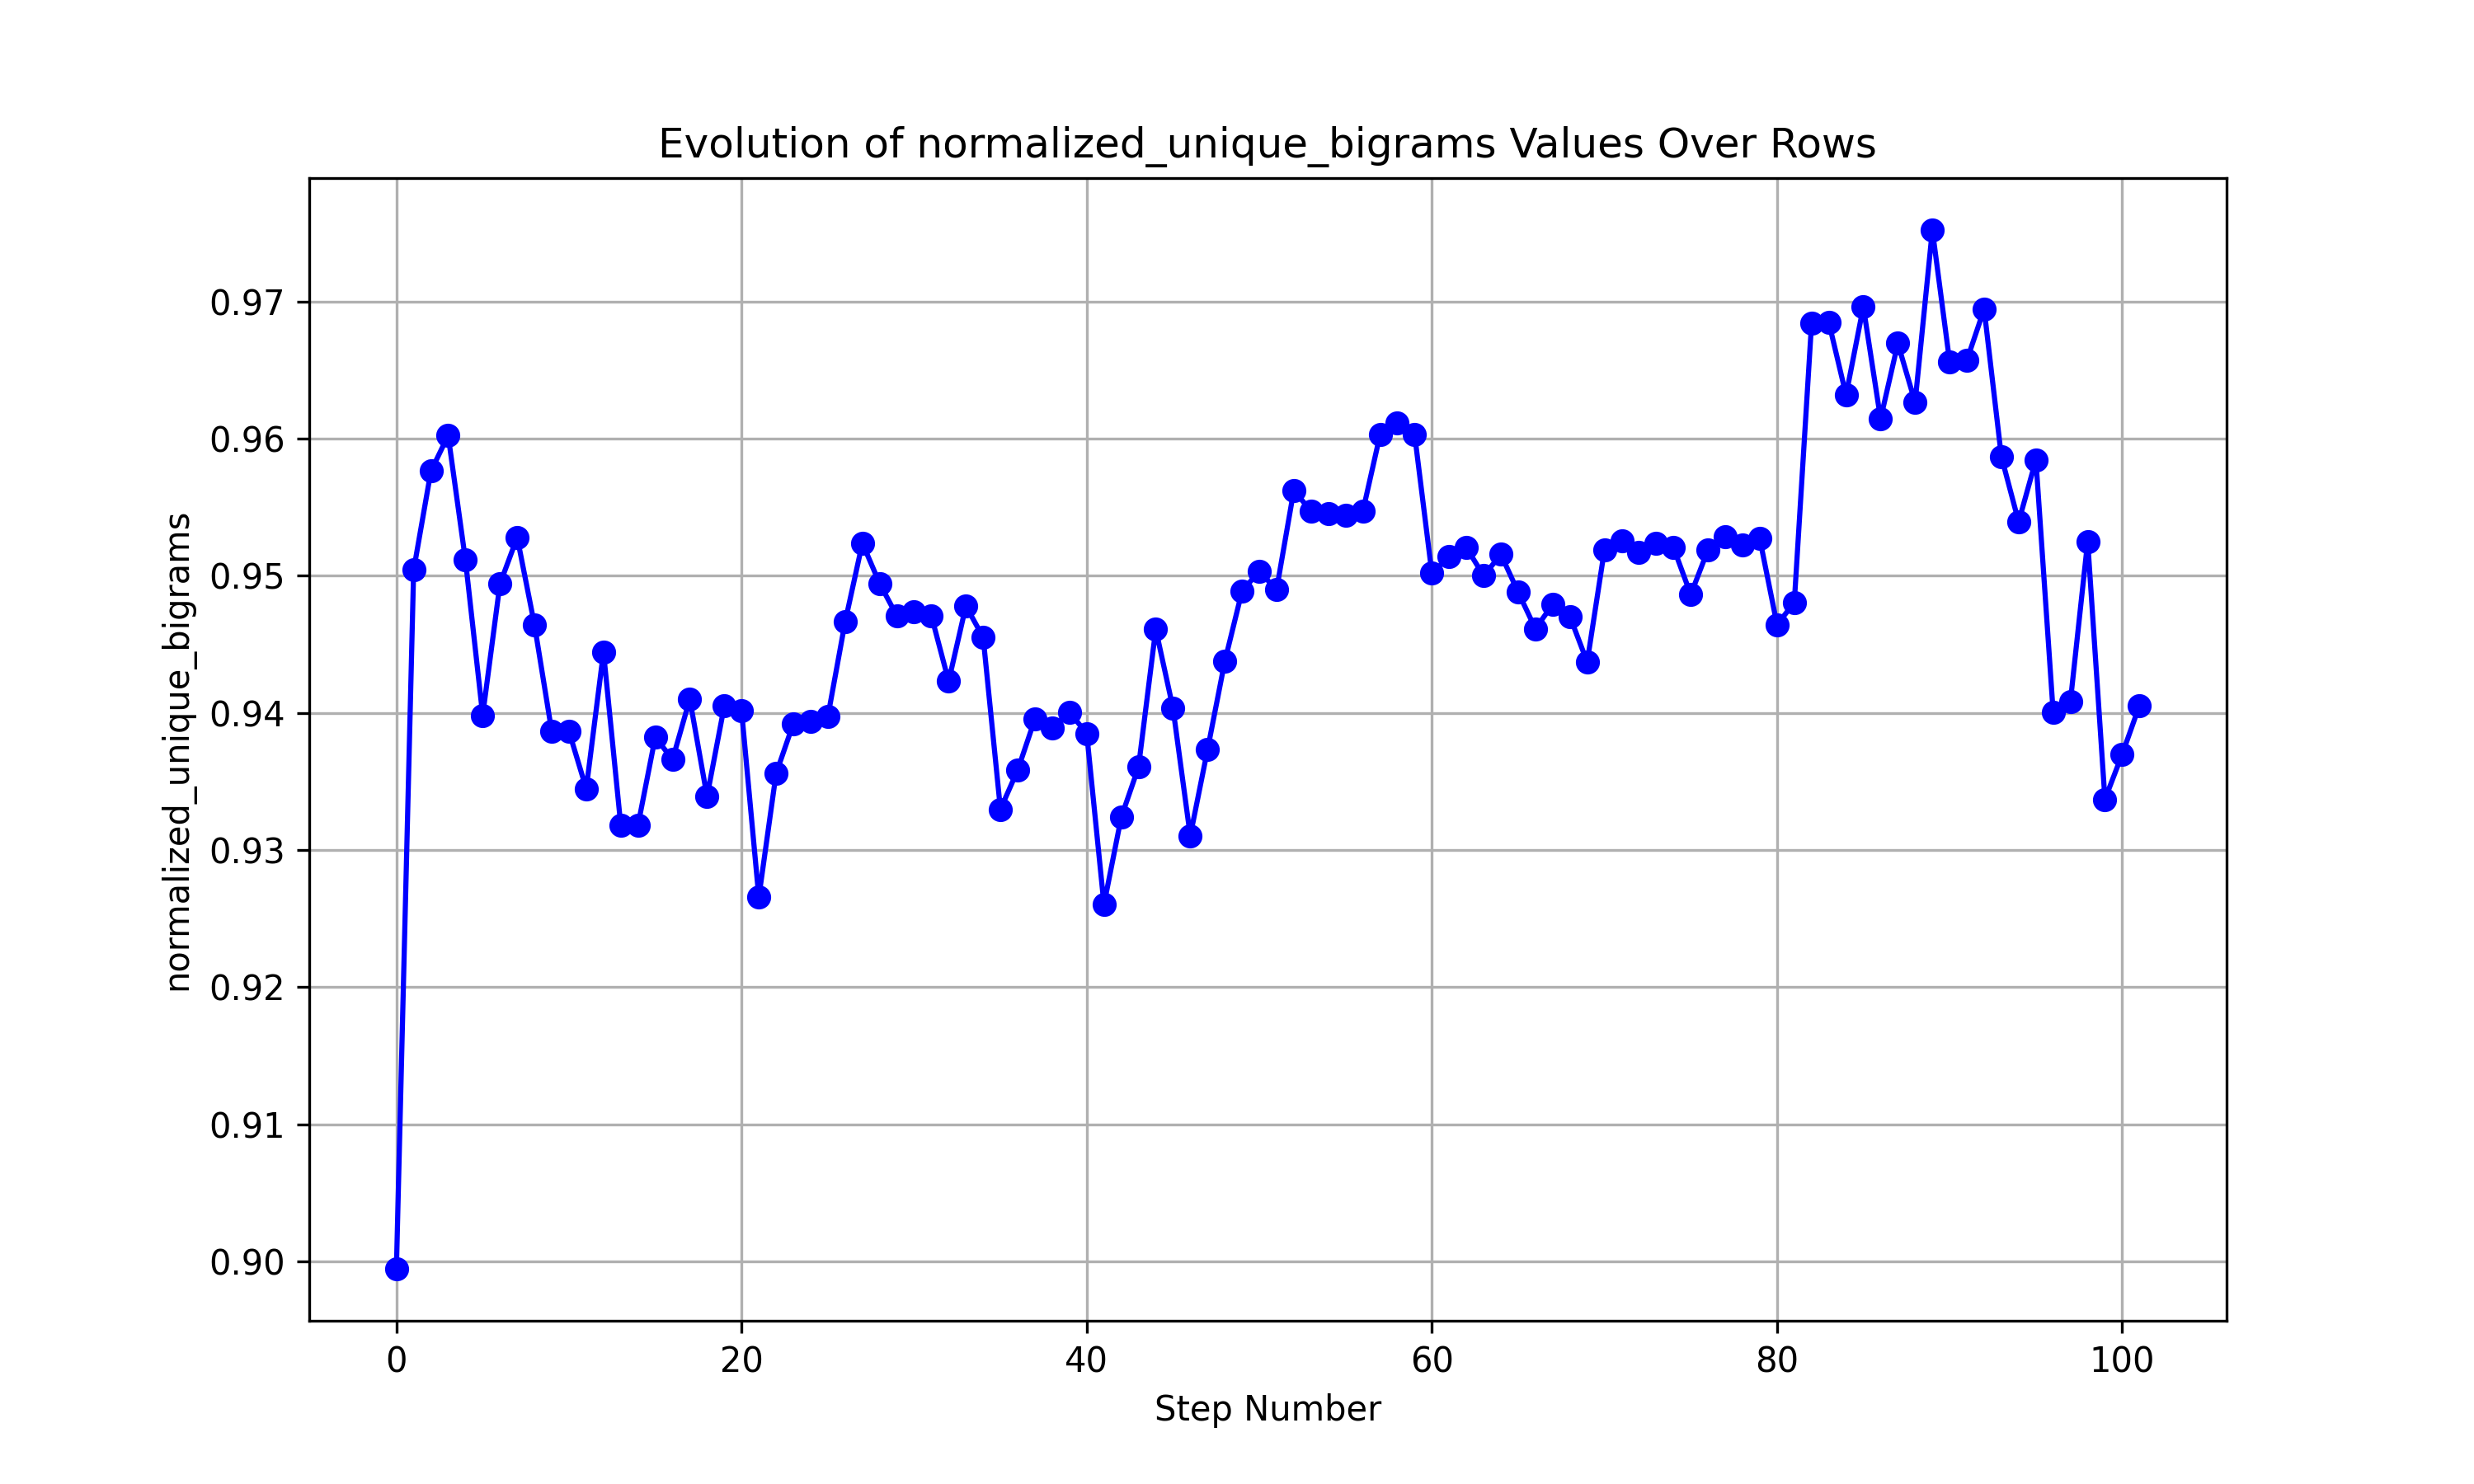 Evolution of normalized_unique_bigrams Values Over Rows
normalized_unique_bigrams
0.97
0.96
0.95
0.94
0.93
0.92
0.91
0.90
0 20 40 60 80 100
Step Number